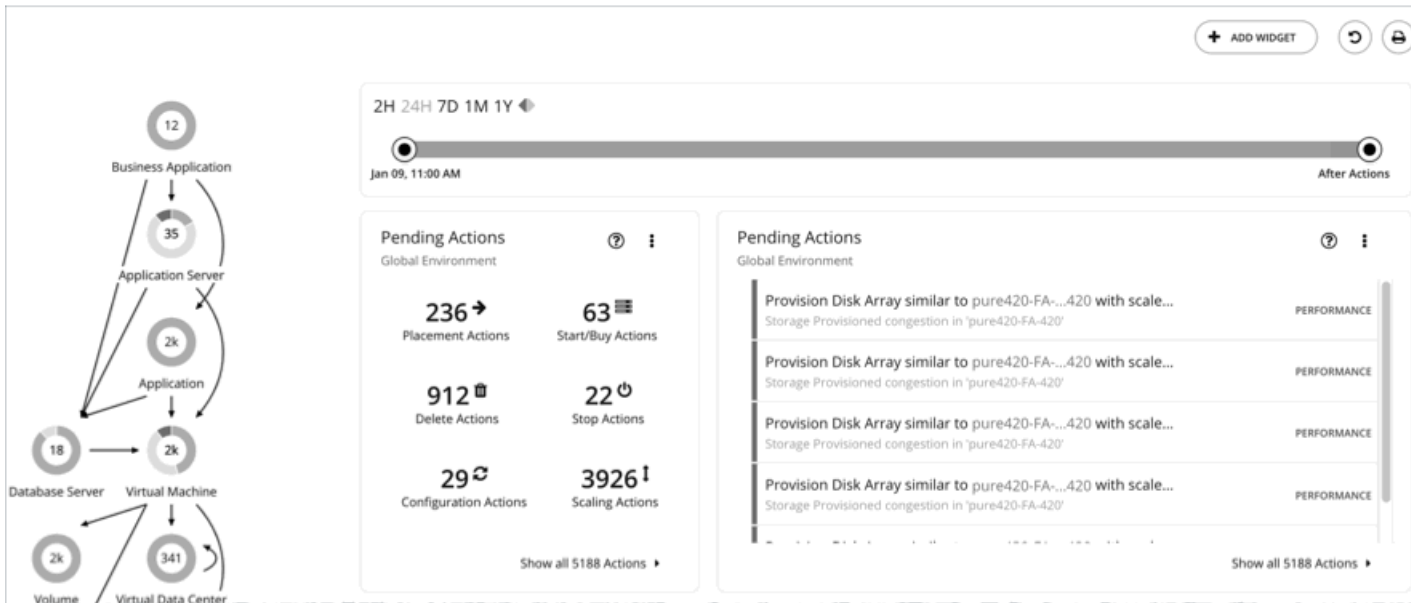 ADD WIDGET
2H 24H 7D 1M 1Y
Jan 09, 11:00 AM
After Actions
12
Business Application
35
Application Server
2k
Application
18
Database Server
2k
Virtual Machine
2k
Volume
341
Virtual Data Center
Pending Actions
Global Environment
236
Placement Actions
63
Start/Buy Actions
912
Delete Actions
22
Stop Actions
29
Configuration Actions
3926
Scaling Actions
Show all 5188 Actions
Pending Actions
Global Environment
Provision Disk Array similar to pure420-FA-...420 with scale...
Storage Provisioned congestion in 'pure420-FA-420'
PERFORMANCE
Provision Disk Array similar to pure420-FA-...420 with scale...
Storage Provisioned congestion in 'pure420-FA-420'
PERFORMANCE
Provision Disk Array similar to pure420-FA-...420 with scale...
Storage Provisioned congestion in 'pure420-FA-420'
PERFORMANCE
Provision Disk Array similar to pure420-FA-...420 with scale...
Storage Provisioned congestion in 'pure420-FA-420'
PERFORMANCE
Show all 5188 Actions